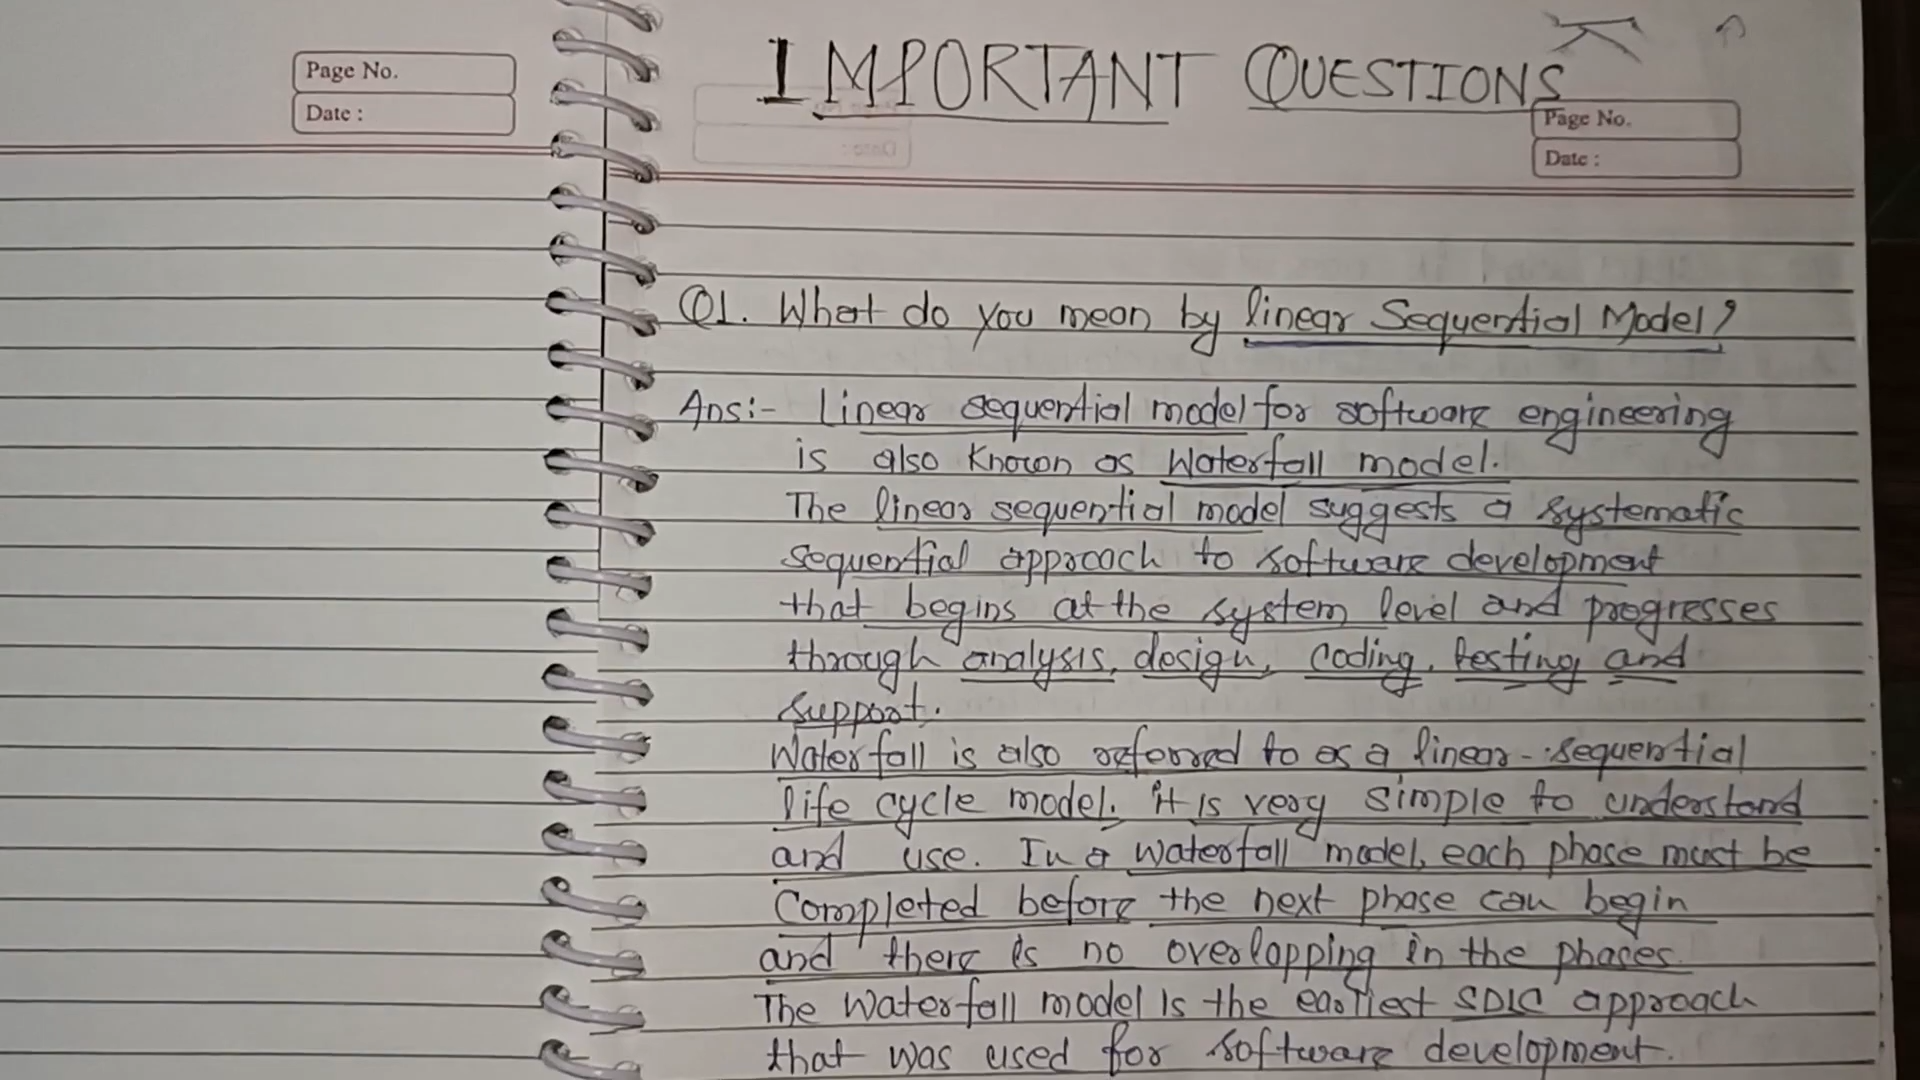 Page No.
Date :
IMPORTANT QUESTIONS
Page No.
Date :
Q1. What do you mean by linear Sequential Model?
Ans:- Linear sequential model for software engineering
is also known as Waterfall model.
The linear sequential model suggests a systematic
sequential approach to software development
that begins at the system level and progresses
through analysis, design, coding, testing and
support.
Waterfall is also referred to as a linear-sequential
life cycle model. It is very simple to understand
and use. In a waterfall model, each phase must be
Completed before the next phase can begin
and there is no overlapping in the phases.
The waterfall model is the earliest SDLC approach
that was used for software development.